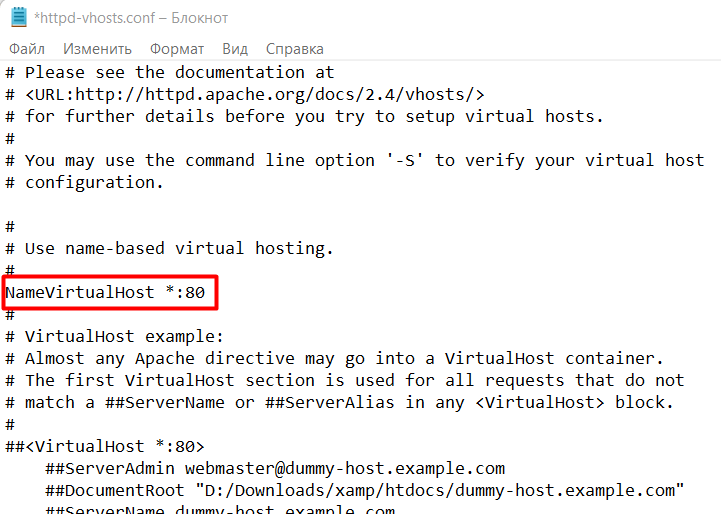 *httpd-vhosts.conf – Блокнот
Файл Изменить Формат Вид Справка
# Please see the documentation at
# <URL:http://httpd.apache.org/docs/2.4/vhosts/>
# for further details before you try to setup virtual hosts.
#
# You may use the command line option '-S' to verify your virtual host
# configuration.
#
# Use name-based virtual hosting.
#
NameVirtualHost *:80
#
# VirtualHost example:
# Almost any Apache directive may go into a VirtualHost container.
# The first VirtualHost section is used for all requests that do not
# match a ##ServerName or ##ServerAlias in any <VirtualHost> block.
#
##<VirtualHost *:80>
##ServerAdmin webmaster@dummy-host.example.com
##DocumentRoot "D:/Downloads/xamp/htdocs/dummy-host.example.com"
##ServerName dummy-host.example.com